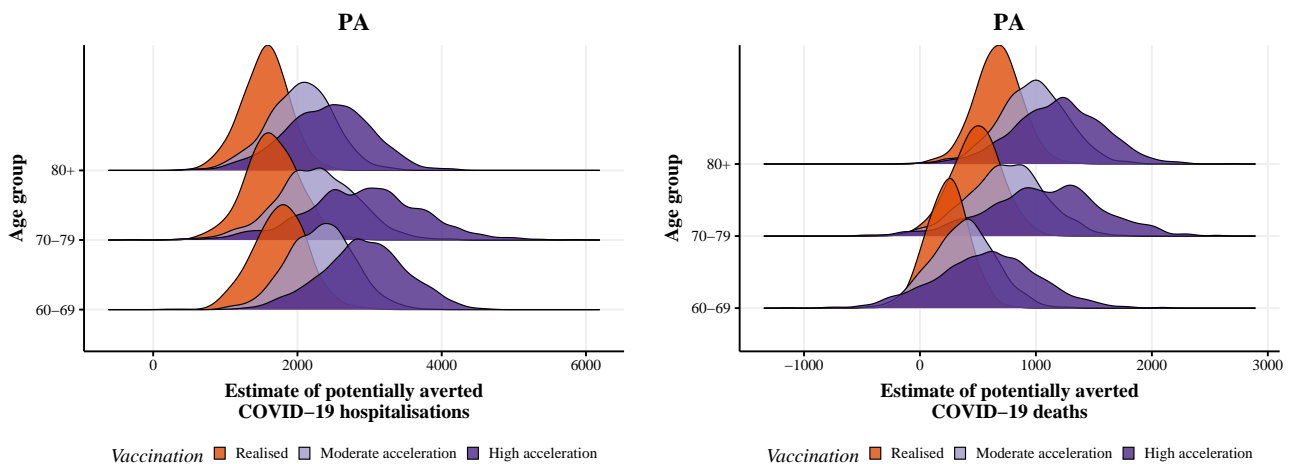 PA
80+
70−79
60−69
Age group
0
2000
4000
6000
Estimate of potentially averted
COVID−19 hospitalisations
Vaccination Realised Moderate acceleration High acceleration
PA
80+
70−79
60−69
Age group
−1000
0
1000
2000
3000
Estimate of potentially averted
COVID−19 deaths
Vaccination Realised Moderate acceleration High acceleration